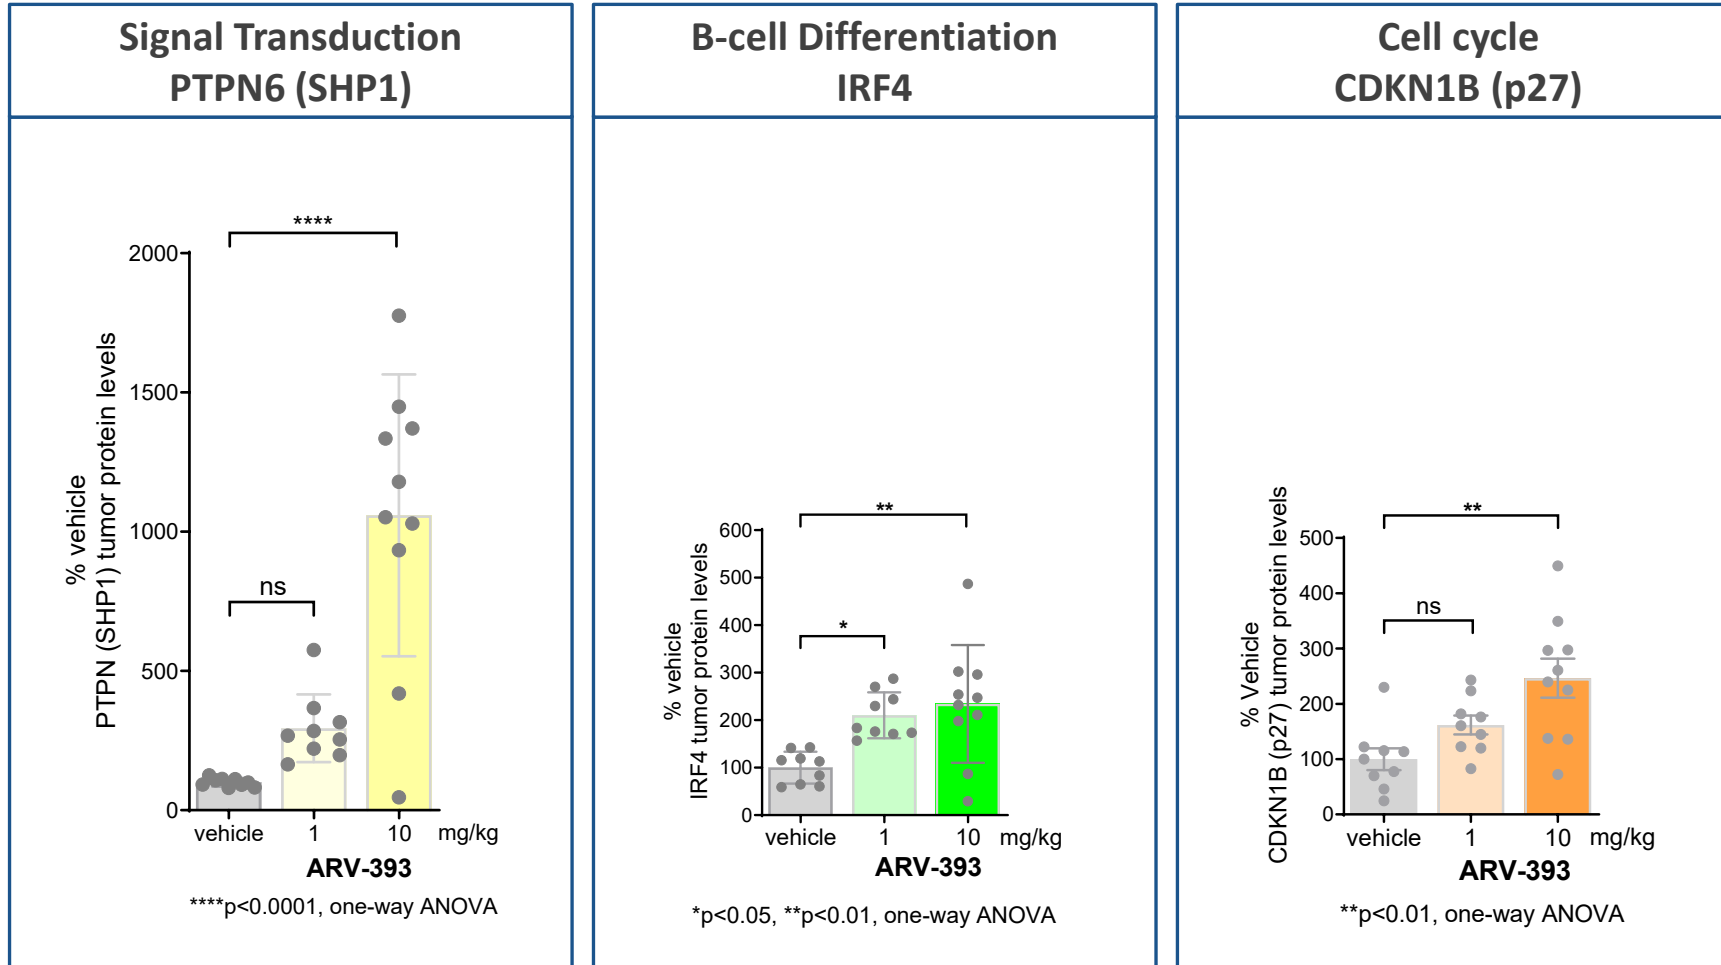 Signal Transduction
PTPN6 (SHP1)
% vehicle
PTPN (SHP1) tumor protein levels
2000
1500
1000
500
0
****
ns
vehicle
1
10
mg/kg
ARV-393
****p<0.0001, one-way ANOVA
B-cell Differentiation
IRF4
% vehicle
IRF4 tumor protein levels
600
500
400
300
200
100
0
**
*
vehicle
1
10
mg/kg
ARV-393
*p<0.05, **p<0.01, one-way ANOVA
Cell cycle
CDKN1B (p27)
% Vehicle
CDKN1B (p27) tumor protein levels
500
400
300
200
100
0
**
ns
vehicle
1
10
mg/kg
ARV-393
**p<0.01, one-way ANOVA